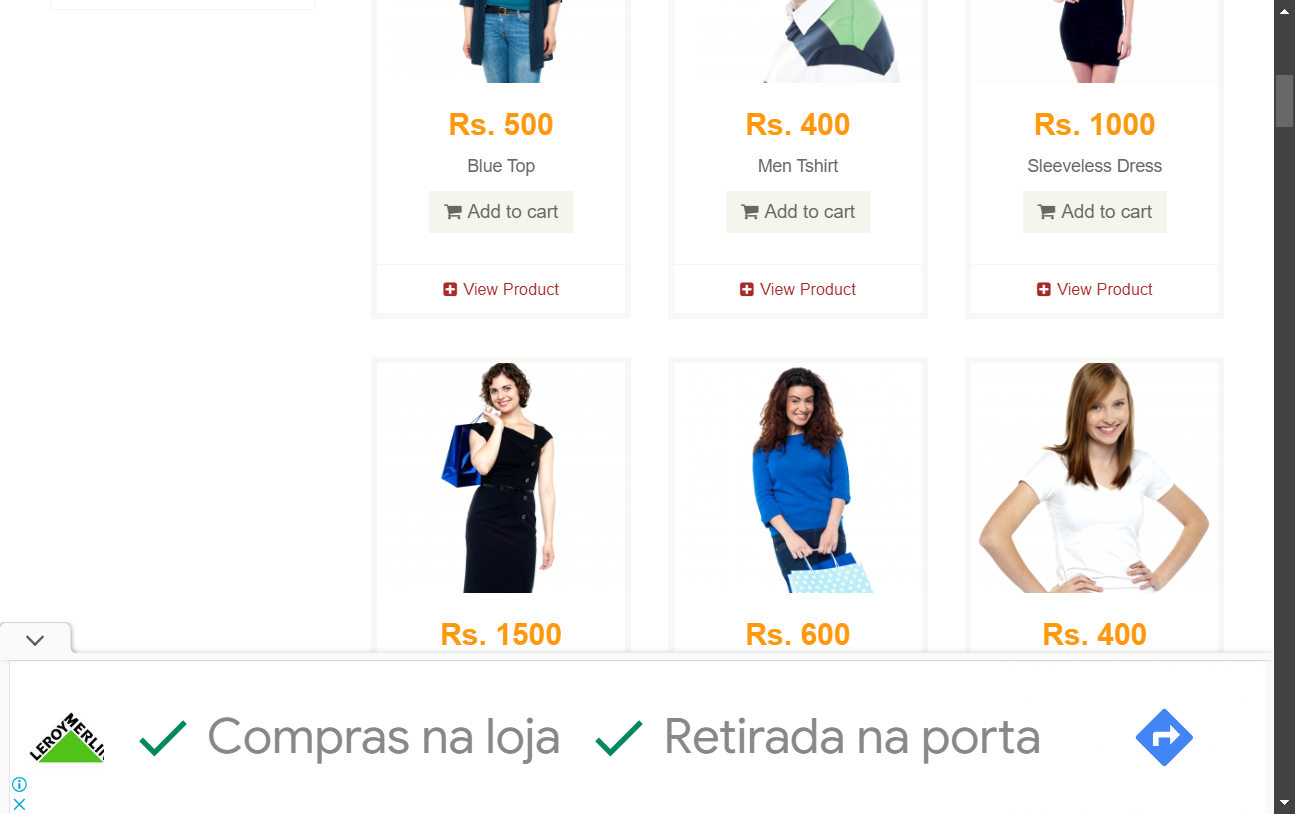 Rs. 500
Rs. 400
Rs. 1000
Blue Top
Men Tshirt
Sleeveless Dress
Add to cart
Add to cart
Add to cart
View Product
View Product
View Product
Rs. 1500
Rs. 600
Rs. 400
LEROY MERLIN
Compras na loja
Retirada na porta